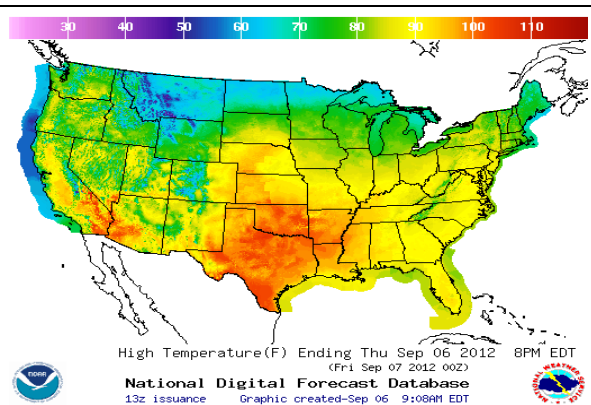 30 40 50 60 70 80 90 100 110
High Temperature(F) Ending Thu Sep 06 2012 8PM EDT
(Fri Sep 07 2012 00Z)
National Digital Forecast Database
13z issuance Graphic created-Sep 06 9:08AM EDT
NOAA